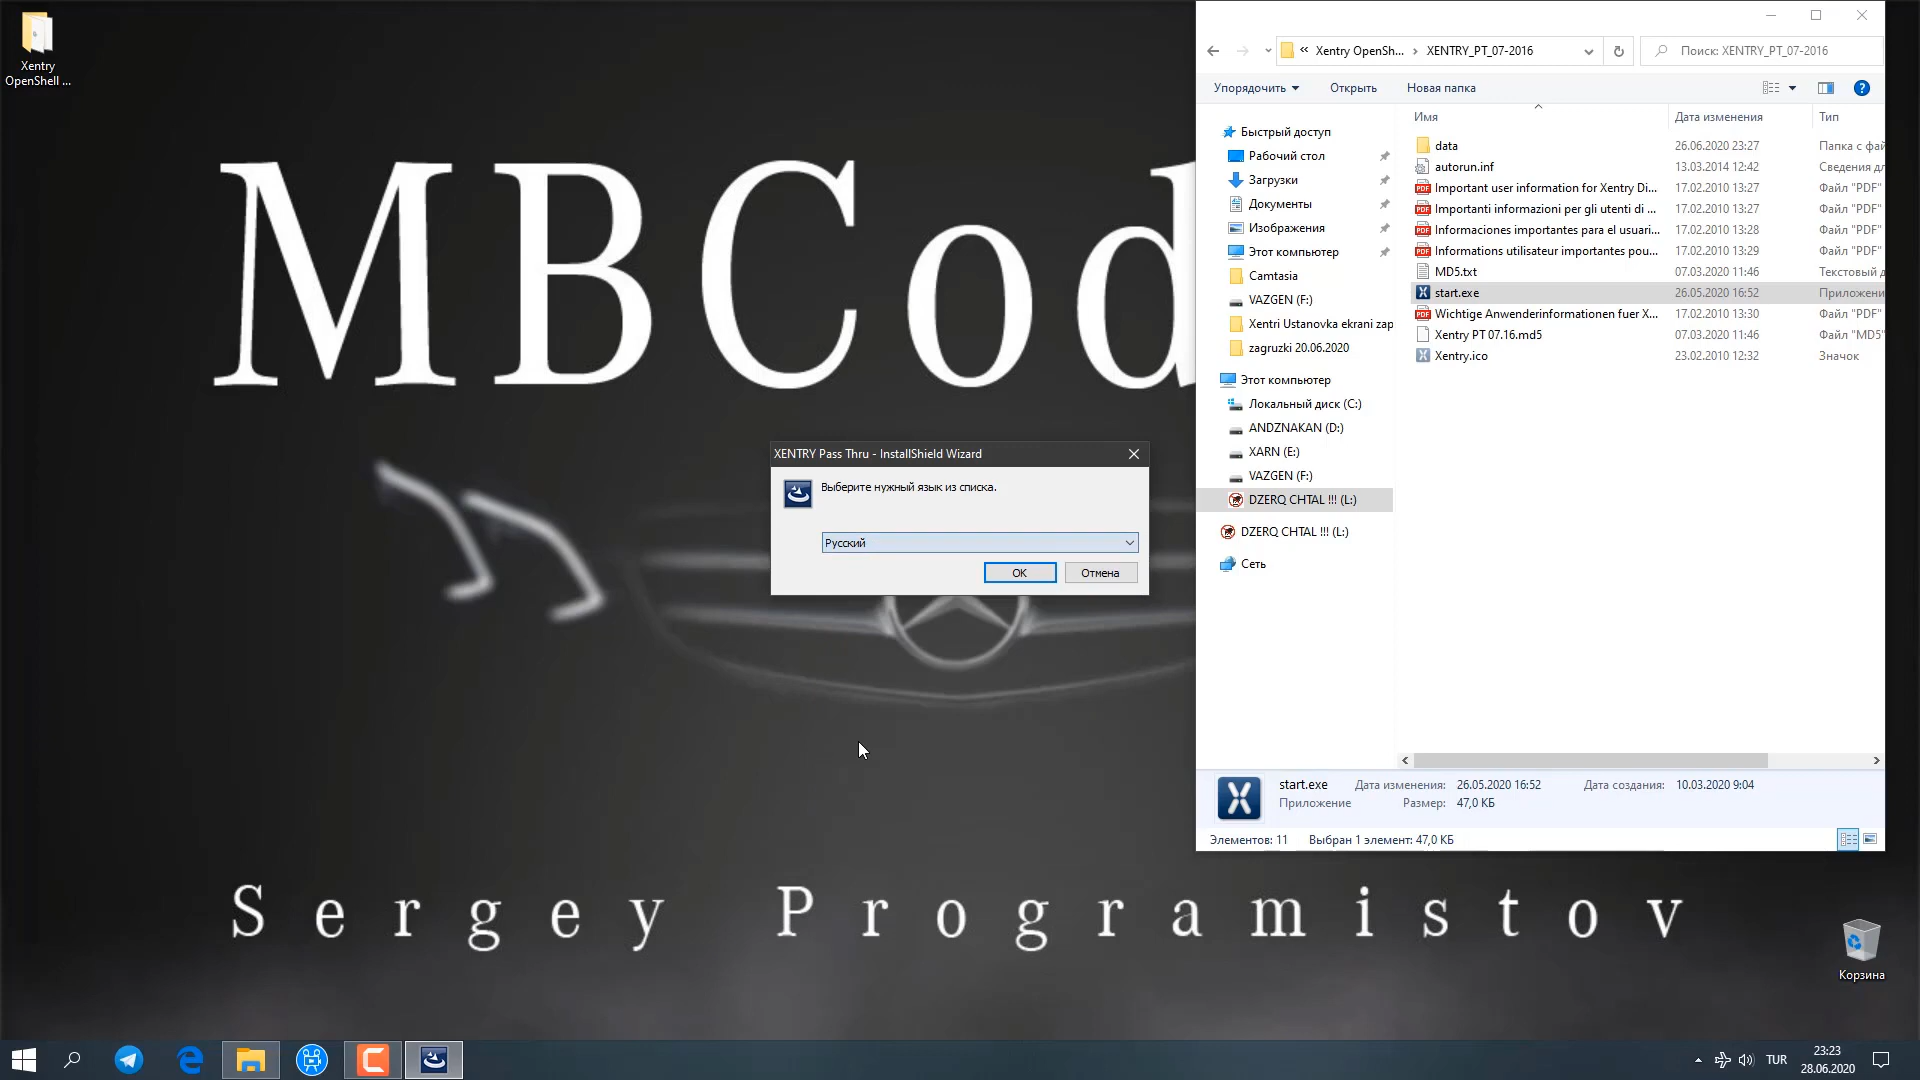 Xentry
OpenShell ...
MBCod
Sergey Programistov
XENTRY Pass Thru - InstallShield Wizard
Выберите нужный язык из списка.
Русский
OK
Отмена
« Xentry OpenSh... › XENTRY_PT_07-2016
Поиск: XENTRY_PT_07-2016
Упорядочить
Открыть
Новая папка
Быстрый доступ
Рабочий стол
Загрузки
Документы
Изображения
Этот компьютер
Camtasia
VAZGEN (F:)
Xentri Ustanovka ekrani zap
zagruzki 20.06.2020
Этот компьютер
Локальный диск (C:)
ANDZNAKAN (D:)
XARN (E:)
VAZGEN (F:)
DZERQ CHTAL !!! (L:)
DZERQ CHTAL !!! (L:)
Сеть
Имя Дата изменения Тип
data 26.06.2020 23:27 Папка с фай
autorun.inf 13.03.2014 12:42 Сведения дл
Important user information for Xentry Di... 17.02.2010 13:27 Файл "PDF"
Importanti informazioni per gli utenti di ... 17.02.2010 13:27 Файл "PDF"
Informaciones importantes para el usuari... 17.02.2010 13:28 Файл "PDF"
Informations utilisateur importantes pou... 17.02.2010 13:29 Файл "PDF"
MD5.txt 07.03.2020 11:46 Текстовый д
start.exe 26.05.2020 16:52 Приложени
Wichtige Anwenderinformationen fuer X... 17.02.2010 13:30 Файл "PDF"
Xentry PT 07.16.md5 07.03.2020 11:46 Файл "MD5"
Xentry.ico 23.02.2010 12:32 Значок
start.exe Дата изменения: 26.05.2020 16:52 Дата создания: 10.03.2020 9:04
Приложение Размер: 47,0 КБ
Элементов: 11 Выбран 1 элемент: 47,0 КБ
Корзина
TUR
23:23
28.06.2020